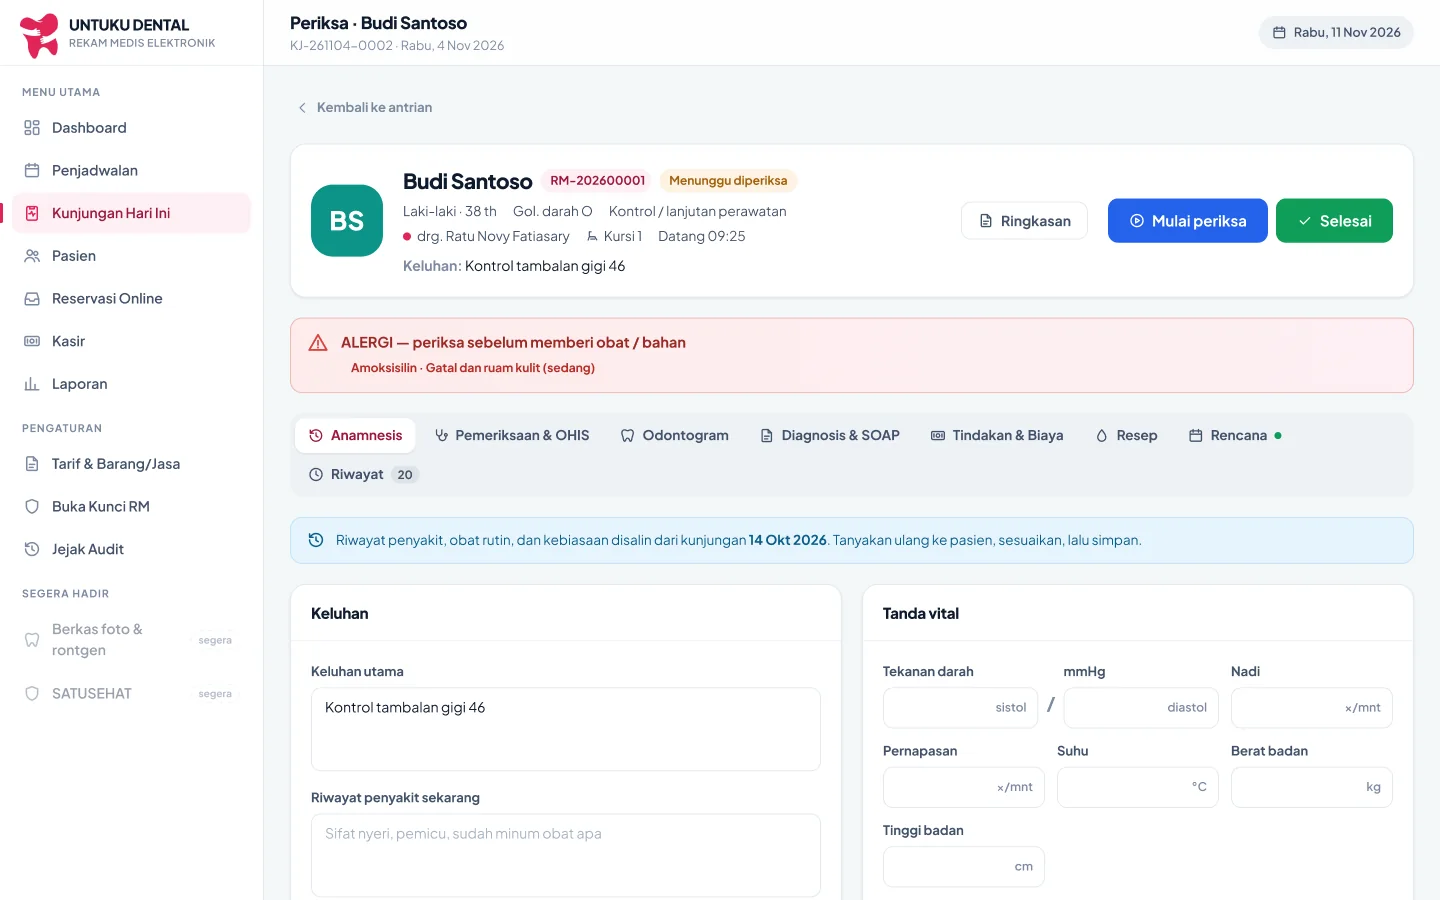 UNTUKU DENTAL
REKAM MEDIS ELEKTRONIK
MENU UTAMA
Dashboard
Penjadwalan
Kunjungan Hari Ini
Pasien
Reservasi Online
Kasir
Laporan
PENGATURAN
Tarif & Barang/Jasa
Buka Kunci RM
Jejak Audit
SEGERA HADIR
Berkas foto &
rontgen
segera
SATUSEHAT
segera
Periksa · Budi Santoso
KJ-261104-0002 · Rabu, 4 Nov 2026
Rabu, 11 Nov 2026
Kembali ke antrian
BS
Budi Santoso RM-202600001 Menunggu diperiksa
Laki-laki · 38 th Gol. darah O Kontrol / lanjutan perawatan
drg. Ratu Novy Fatiasary Kursi 1 Datang 09:25
Keluhan: Kontrol tambalan gigi 46
Ringkasan
Mulai periksa
Selesai
ALERGI — periksa sebelum memberi obat / bahan
Amoksisilin · Gatal dan ruam kulit (sedang)
Anamnesis Pemeriksaan & OHIS Odontogram Diagnosis & SOAP Tindakan & Biaya Resep Rencana
Riwayat 20
Riwayat penyakit, obat rutin, dan kebiasaan disalin dari kunjungan 14 Okt 2026. Tanyakan ulang ke pasien, sesuaikan, lalu simpan.
Keluhan
Keluhan utama
Kontrol tambalan gigi 46
Riwayat penyakit sekarang
Sifat nyeri, pemicu, sudah minum obat apa
Tanda vital
Tekanan darah mmHg Nadi
sistol / diastol ×/mnt
Pernapasan Suhu Berat badan
×/mnt °C kg
Tinggi badan
cm